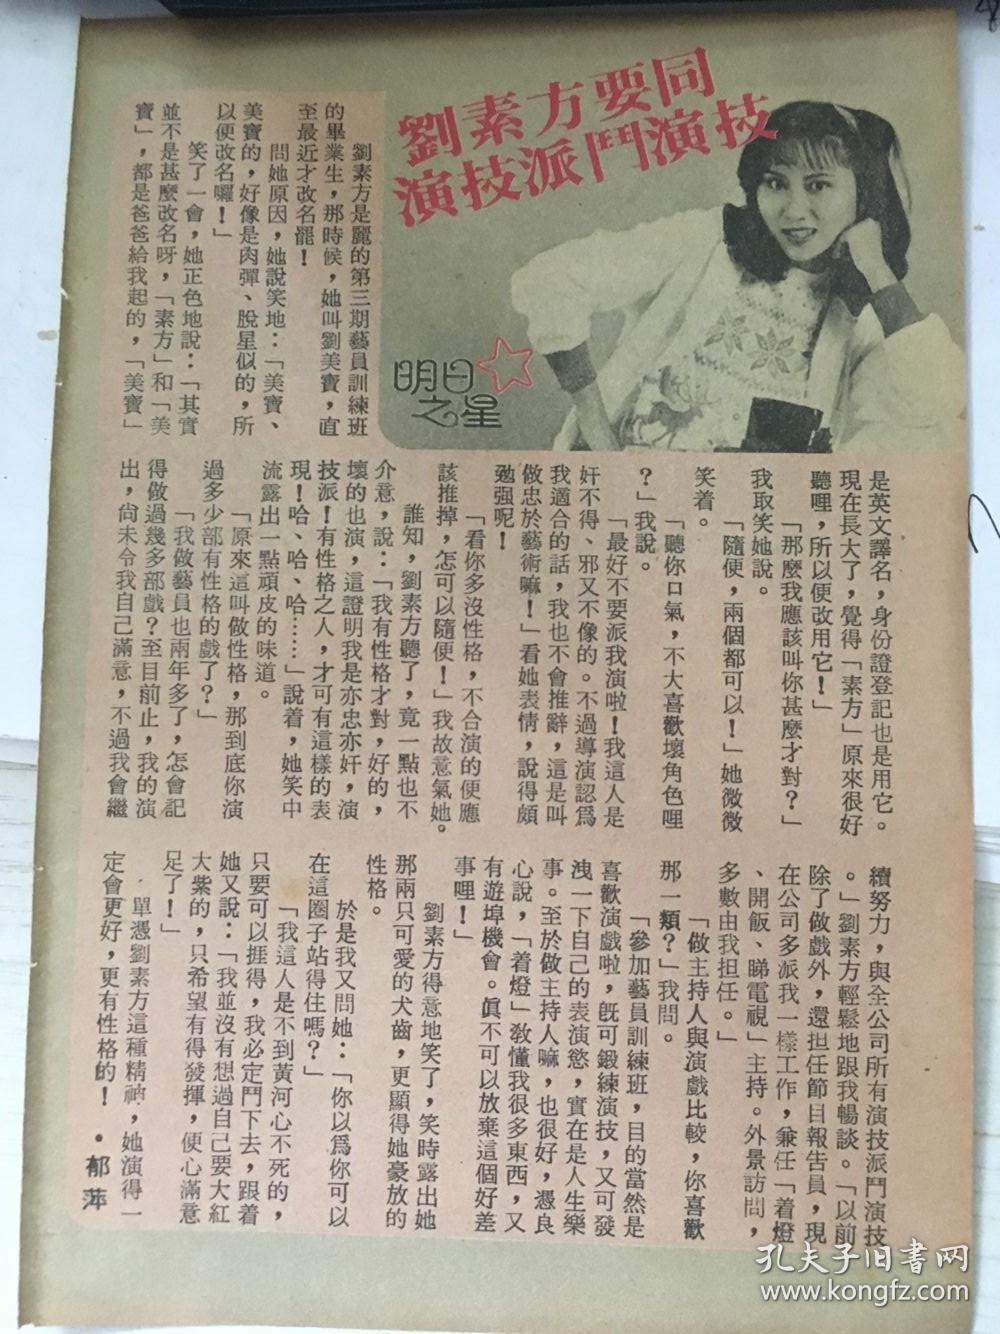 劉素方要同
演技派鬥演技
明日
之星
劉素方是麗的第三期藝員訓練班
的畢業生，那時候，她叫劉美寶，直
至最近才改名罷！
問她原因，她說笑地：「美寶、
美寶的，好像是肉彈、脫星似的，所
以便改名囉！」
笑了一會，她正色地說：「其實
並不是甚麼改名呀，「素方」和「美
寶」，都是爸爸給我起的，「美寶」
是英文譯名，身份證登記也是用它。
現在長大了，覺得「素方」原來很好
聽哩，所以便改用它！」
「那麼我應該叫你甚麼才對？」
我取笑她說。
「隨便，兩個都可以！」她微微
笑着。
「聽你口氣，不大喜歡壞角色哩
？」我說。
「最好不要派我演啦！我這人是
奸不得、邪又不像的。不過導演認爲
我適合的話，我也不會推辭，這是叫
做忠於藝術嘛！」看她表情，說得頗
勉强呢！
「看你多沒性格，不合演的便應
該推掉，怎可以隨便！」我故意氣她。
誰知，劉素方聽了，竟一點也不
介意，說：「我有性格才對，好的，
壞的也演，這證明我是亦忠亦奸，演
技派！有性格之人，才可有這樣的表
現！哈、哈、哈……」說着，她笑中
流露出一點頑皮的味道。
「原來這叫做性格，那到底你演
過多少部有性格的戲了？」
「我做藝員也兩年多了，怎會記
得做過幾多部戲？至目前止，我的演
出，尙未令我自己滿意，不過我會繼
續努力，與全公司所有演技派鬥演技
。」劉素方輕鬆地跟我暢談。「以前
除了做戲外，還担任節目報告員，現
在公司多派我一樣工作，兼任「着燈
、開飯、睇電視」主持。外景訪問，
多數由我担任。」
「做主持人與演戲比較，你喜歡
那一類？」我問。
「參加藝員訓練班，目的當然是
喜歡演戲啦，旣可鍛練演技，又可發
洩一下自己的表演慾，實在是人生樂
事。至於做主持人嘛，也很好，憑良
心說，「着燈」敎懂我很多東西，又
有遊埠機會。眞不可以放棄這個好差
事哩！」
劉素方得意地笑了，笑時露出她
那兩只可愛的犬齒，更顯得她豪放的
性格。
於是我又問她：「你以爲你可以
在這圈子站得住嗎？」
「我這人是不到黃河心不死的，
只要可以捱得，我必定鬥下去，跟着
她又說：「我並沒有想過自己要大紅
大紫的，只希望有得發揮，便心滿意
足了！」
單憑劉素方這種精神，她演得一
定會更好，更有性格的！
・郁萍
孔夫子旧書网
www.kongfz.com